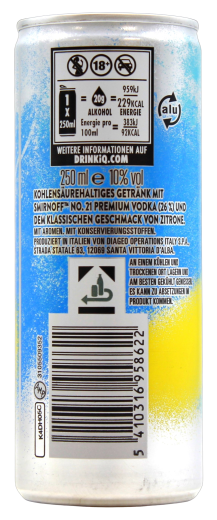 18+
1 x 250ml = 20g ALKOHOL = 959kJ 229KCAL ENERGIE
Energie pro 100ml 383kJ 92KCAL
alu
WEITERE INFORMATIONEN AUF
DRINKiQ.COM
250 ml e 10% vol
KOHLENSÄUREHALTIGES GETRÄNK MIT
SMIRNOFF™ NO. 21 PREMIUM VODKA (26 %) UND
DEM KLASSISCHEN GESCHMACK VON ZITRONE.
MIT AROMEN. MIT KONSERVIERUNGSSTOFFEN.
PRODUZIERT IN ITALIEN VON DIAGEO OPERATIONS ITALY S.P.A.,
STRADA STATALE 63, 12069 SANTA VITTORIA D'ALBA.
AN EINEM KÜHLEN UND
TROCKENEN ORT LAGERN UND
AM BESTEN GEKÜHLT GENIESSEN.
ES KANN ZU ABSETZUNGEN IM
PRODUKT KOMMEN.
5 410316 958622